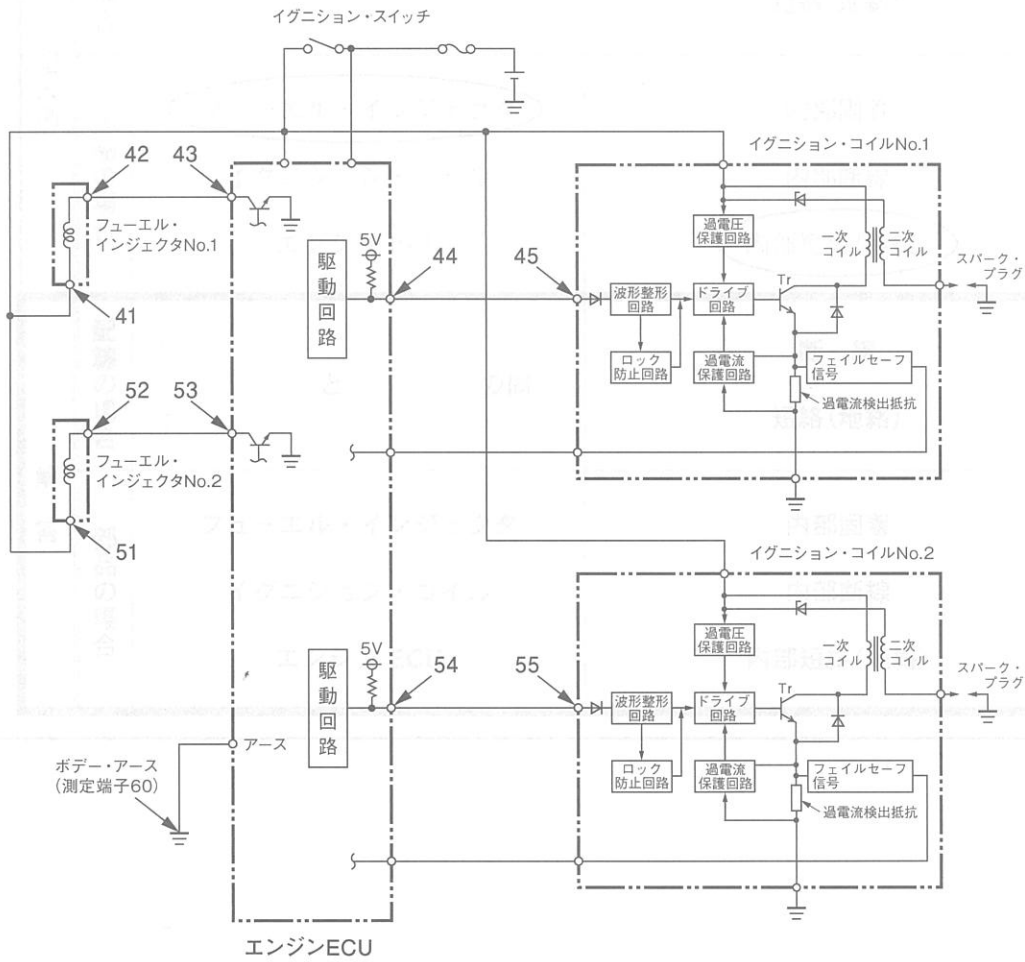 イグニション・スイッチ
イグニション・コイルNo.1
42
43
フューエル・
インジェクタNo.1
41
駆動回路
5V
44
45
過電圧
保護回路
波形整形
回路
ドライブ
回路
ロック
防止回路
過電流
保護回路
Tr
一次
コイル
二次
コイル
スパーク・
プラグ
フェイルセーフ
信号
過電流検出抵抗
52
53
フューエル・
インジェクタNo.2
51
イグニション・コイルNo.2
駆動回路
5V
54
55
過電圧
保護回路
波形整形
回路
ドライブ
回路
ロック
防止回路
過電流
保護回路
Tr
一次
コイル
二次
コイル
スパーク・
プラグ
フェイルセーフ
信号
過電流検出抵抗
アース
ボデー・アース
(測定端子60)
エンジンECU